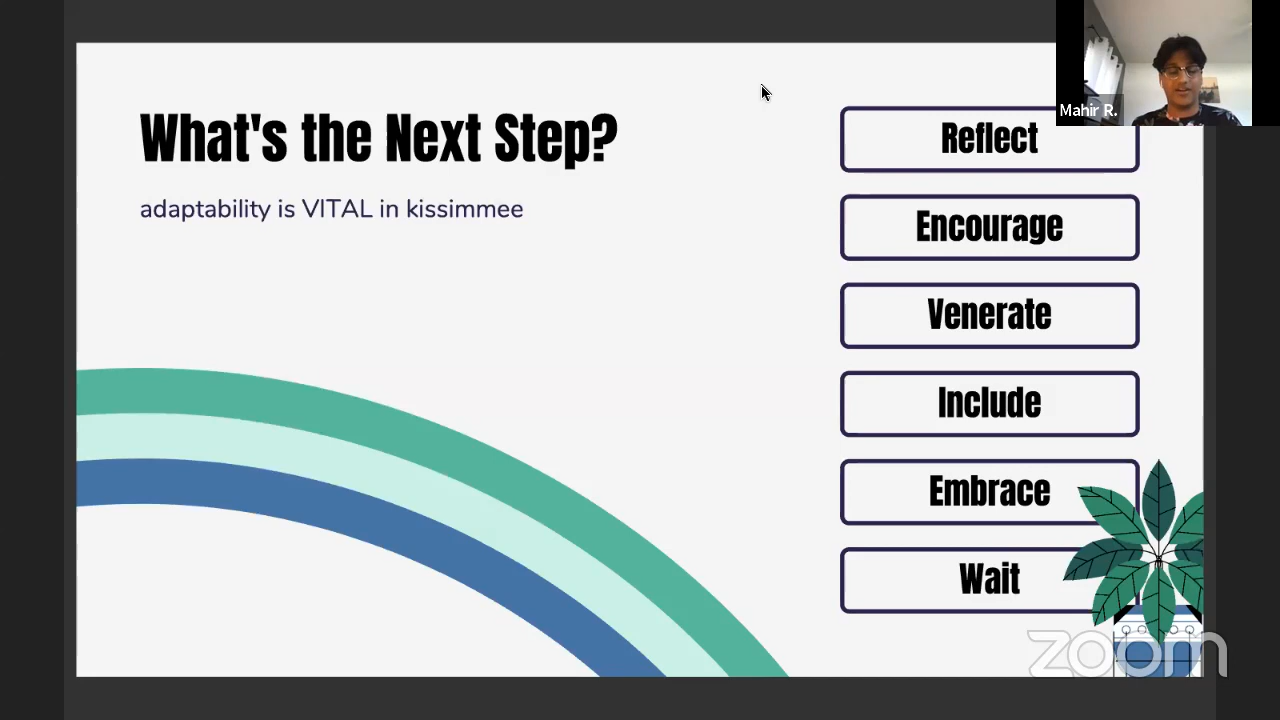 What's the Next Step?
adaptability is VITAL in kissimmee
Mahir R.
Reflect
Encourage
Venerate
Include
Embrace
Wait
zoom